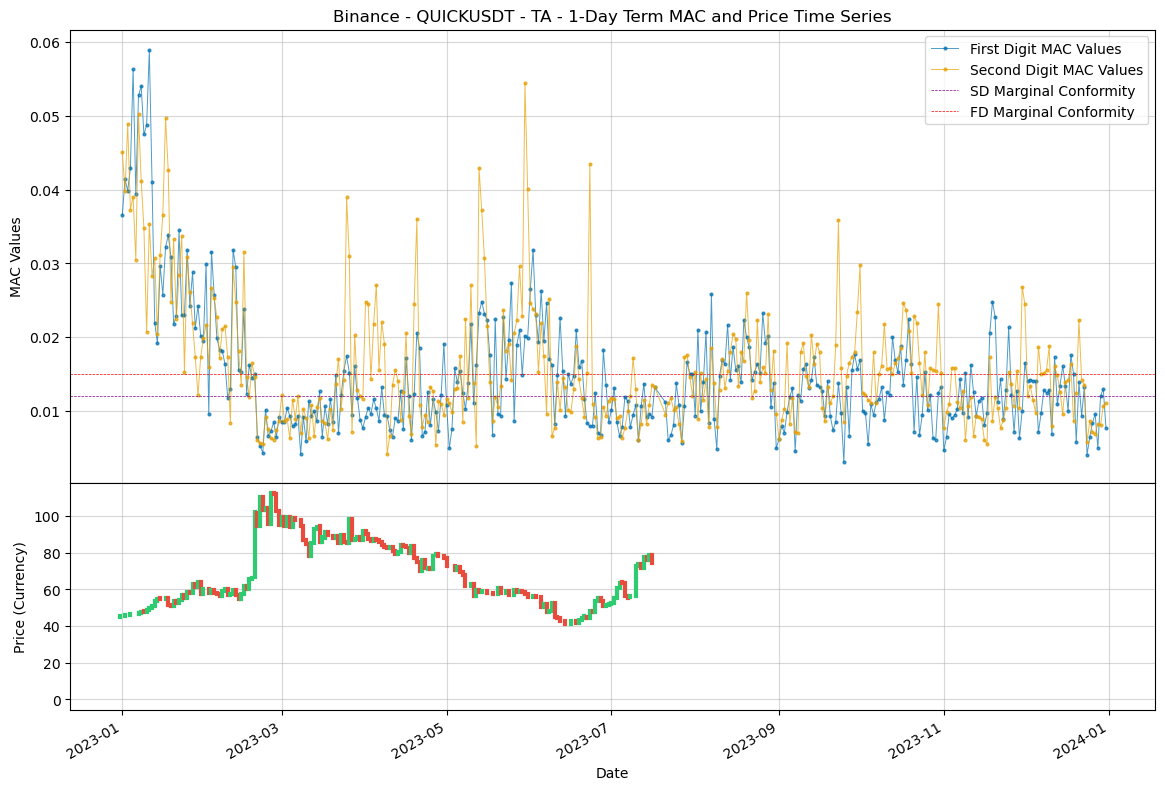 Binance - QUICKUSDT - TA - 1-Day Term MAC and Price Time Series
First Digit MAC Values
Second Digit MAC Values
SD Marginal Conformity
FD Marginal Conformity
MAC Values
0.06
0.05
0.04
0.03
0.02
0.01
Price (Currency)
100
80
60
40
20
0
2023-01
2023-03
2023-05
2023-07
2023-09
2023-11
2024-01
Date